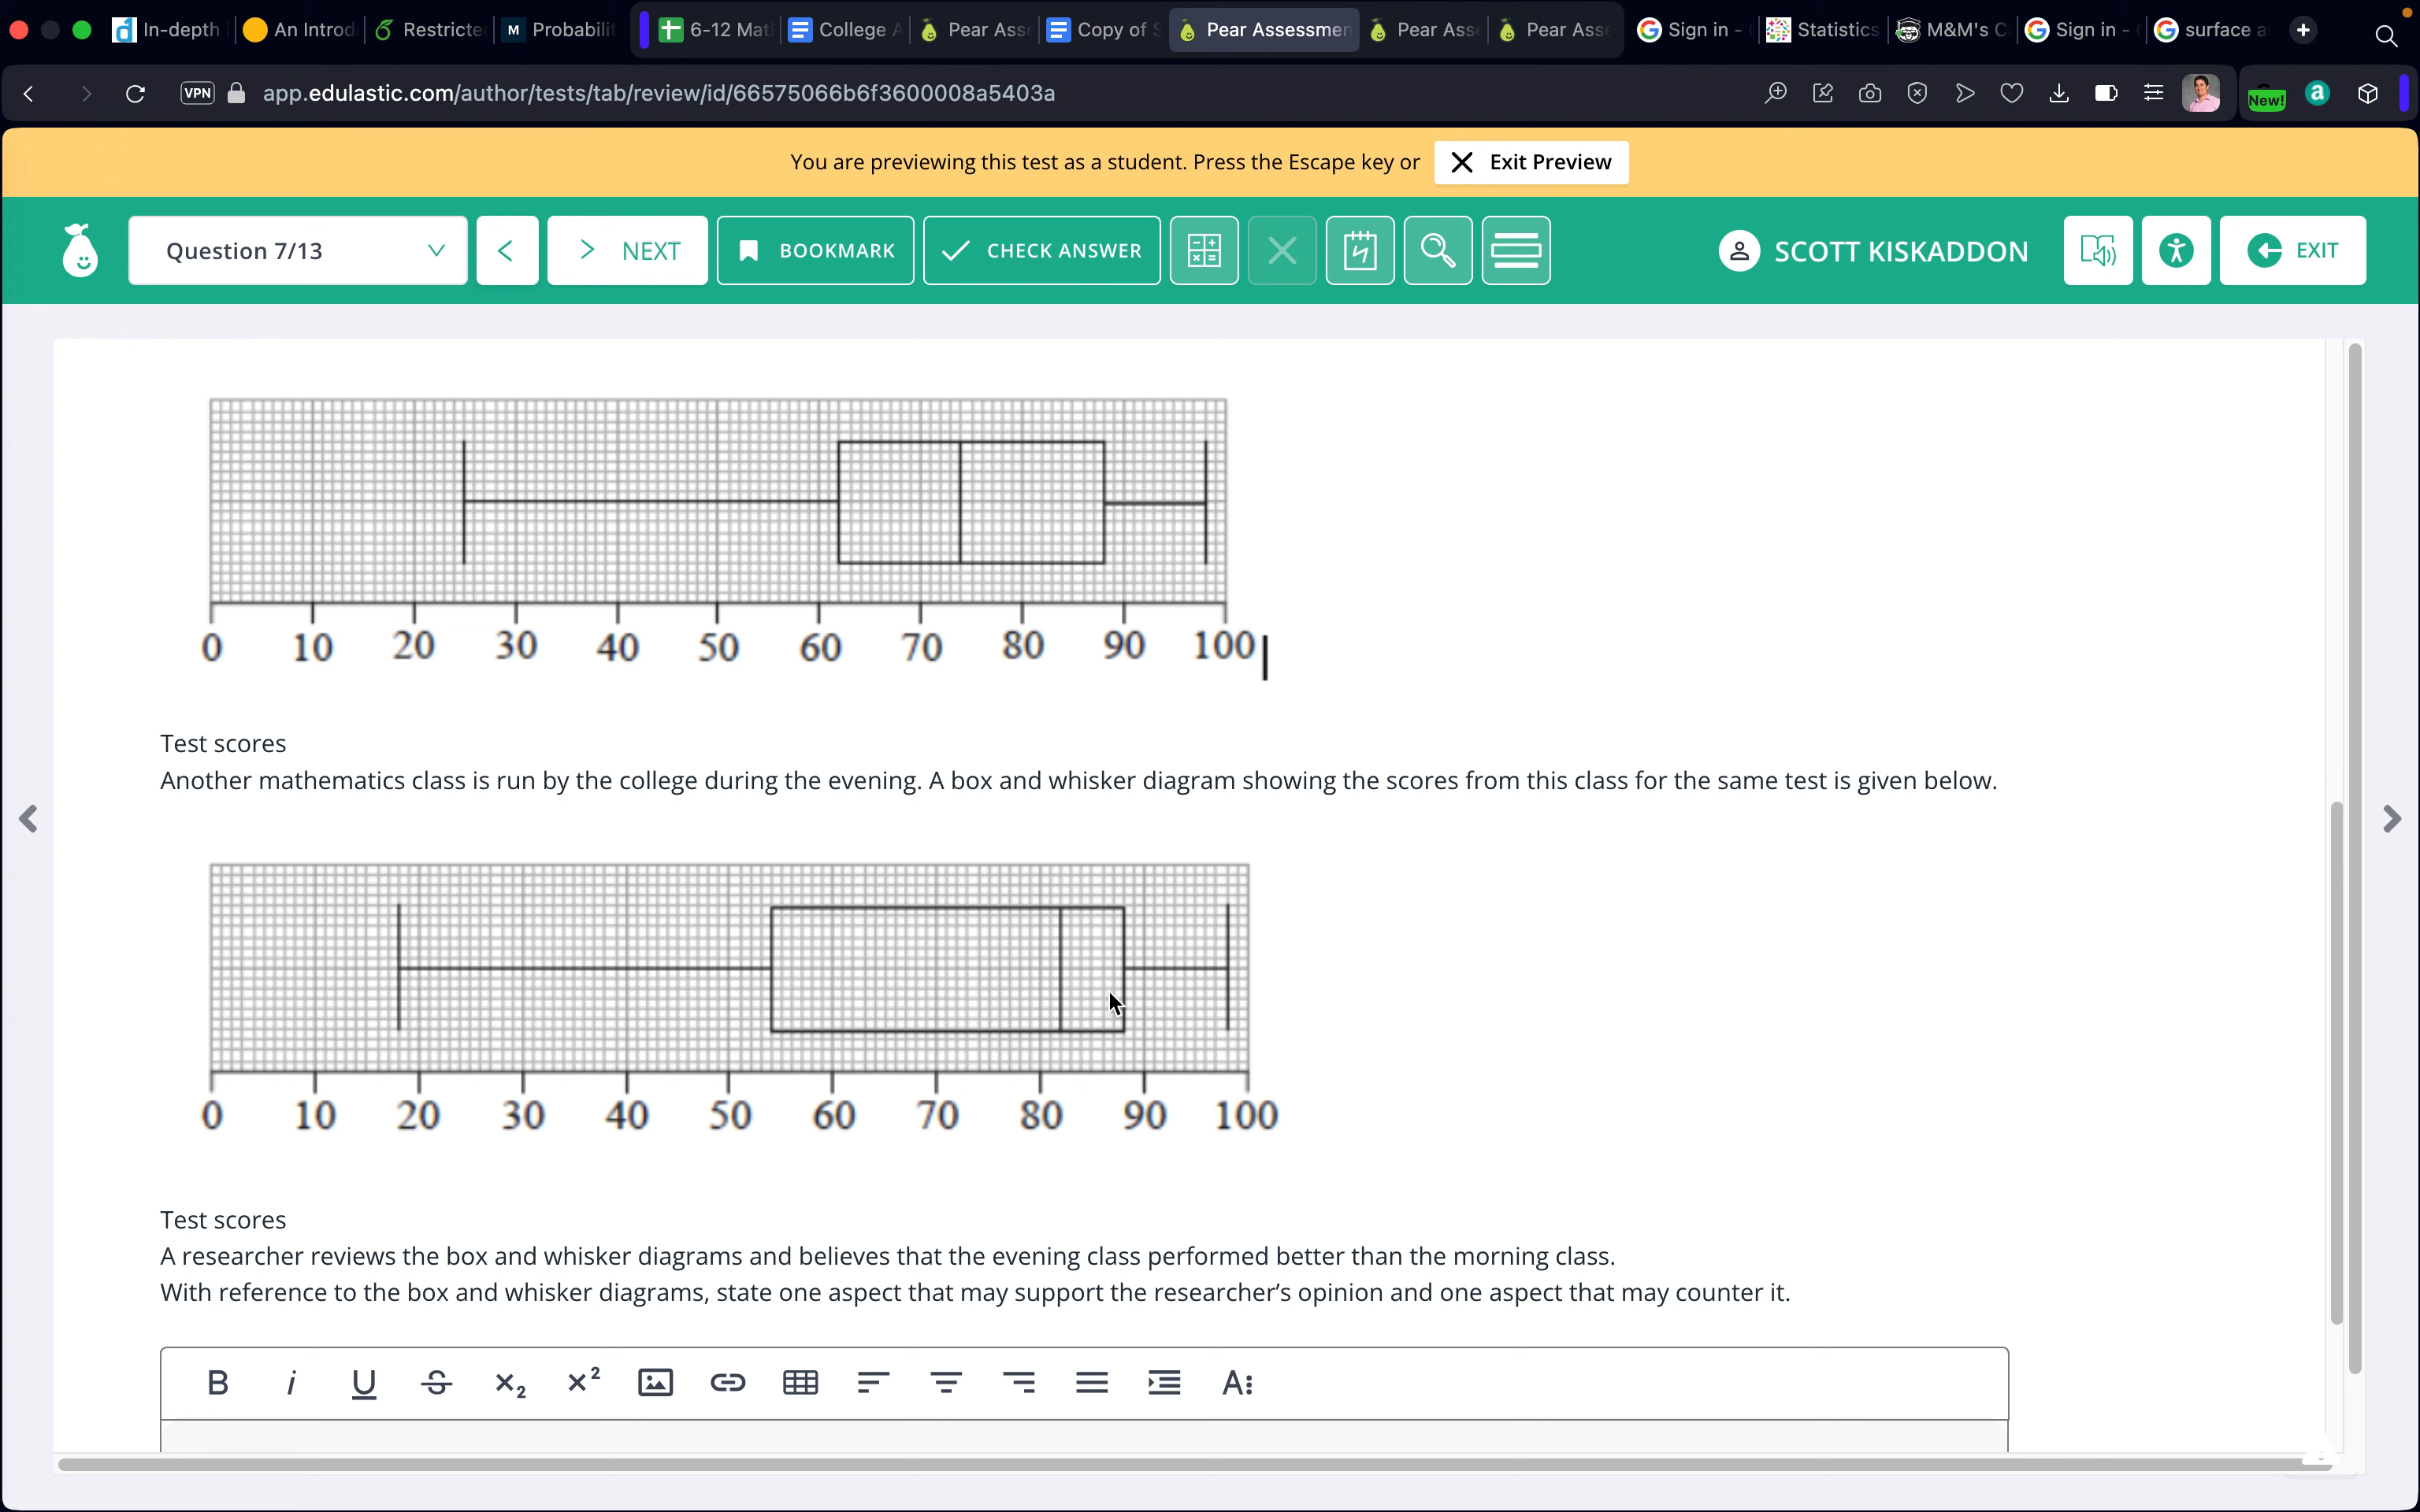 In-depth An Introd Restricte M Probabilit 6-12 Mat College A Pear Asse Copy of S Pear Assessmen Pear Asse Pear Asse Sign in - Statistics M&M's C Sign in - surface a
VPN app.edulastic.com/author/tests/tab/review/id/66575066b6f3600008a5403a New! a
You are previewing this test as a student. Press the Escape key or Exit Preview
Question 7/13 NEXT BOOKMARK CHECK ANSWER SCOTT KISKADDON EXIT
0 10 20 30 40 50 60 70 80 90 100
Test scores
Another mathematics class is run by the college during the evening. A box and whisker diagram showing the scores from this class for the same test is given below.
0 10 20 30 40 50 60 70 80 90 100
Test scores
A researcher reviews the box and whisker diagrams and believes that the evening class performed better than the morning class.
With reference to the box and whisker diagrams, state one aspect that may support the researcher’s opinion and one aspect that may counter it.
B i U S x₂ x² A